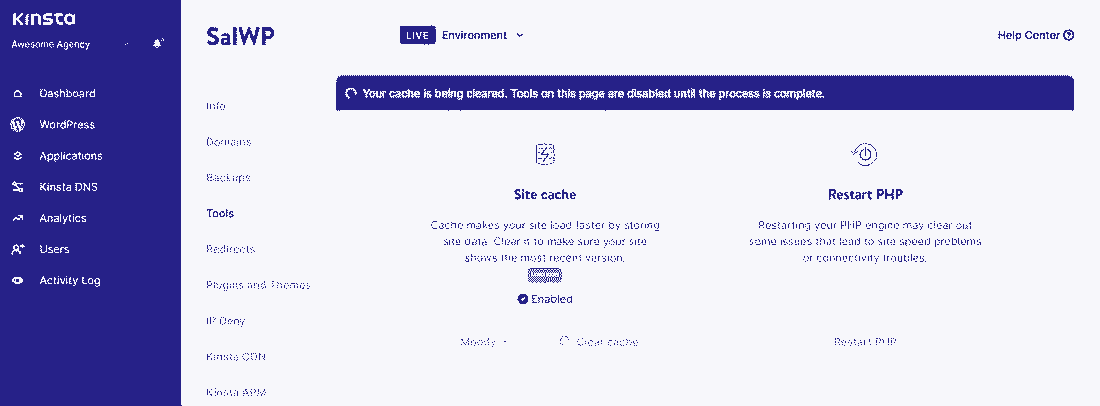 KINSTA
Awesome Agency
Dashboard
WordPress
Applications
Kinsta DNS
Analytics
Users
Activity Log
SalWP
LIVE Environment
Help Center
Info
Domains
Backups
Tools
Redirects
Plugins and Themes
IP Deny
Kinsta CDN
Kinsta APM
Your cache is being cleared. Tools on this page are disabled until the process is complete.
Site cache
Cache makes your site load faster by storing
site data. Clear it to make sure your site
shows the most recent version.
Enabled
Clear cache
Restart PHP
Restarting your PHP engine may clear out
some issues that lead to site speed problems
or connectivity troubles.
Restart PHP